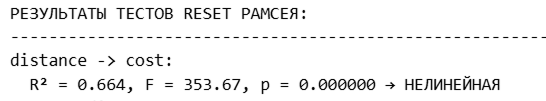 РЕЗУЛЬТАТЫ ТЕСТОВ RESET РАМСЕЯ:
------------------------------------------------------------
distance -> cost:
R² = 0.664, F = 353.67, p = 0.000000 → НЕЛИНЕЙНАЯ